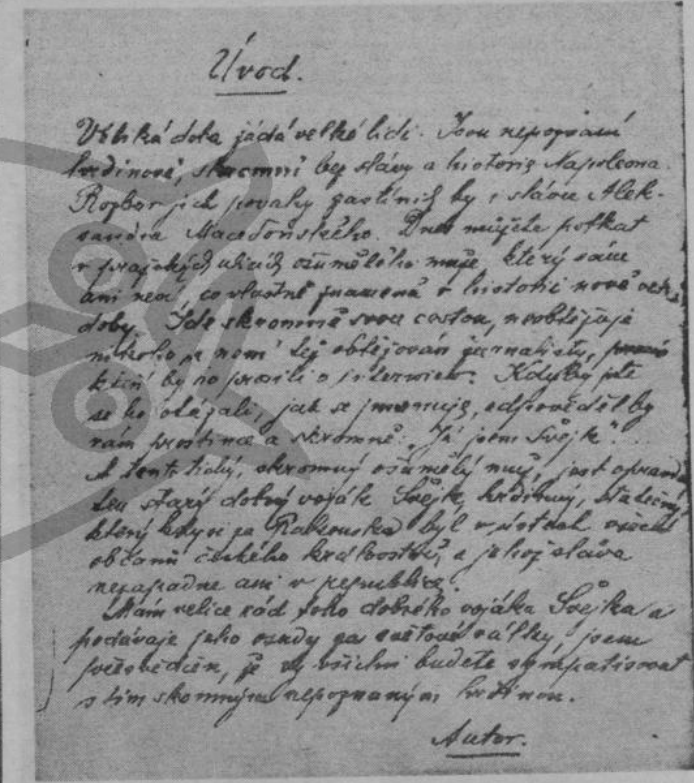 Úvod.
Veliká doba žádá velké lidi. Jsou nepoznaní
hrdinové, skromní bez slávy a historie Napoleona.
Rozbor jich povahy zastínil by i slávu Alek-
sandra Macedonského. Dnes můžete potkat
v pražských ulicích ošumělého muže, který sám
ani neví, co vlastně znamená v historii nové velké
doby. Jde skromně svou cestou, neobtěžuje
nikoho a není též obtěžován žurnalisty,
kteří by ho prosili o interview. Kdyby jste
se ho otázali, jak se jmenuje, odpověděl by
vám prostince a skromně: „Já jsem Švejk“...
A tento tichý, skromný ošumělý muž, jest opravdu
ten starý dobrý voják Švejk, hrdinný, statečný
který kdysi za Rakouska byl v ústech všech
občanů českého království, a jehož sláva
nezapadne ani v republice.
Mám velice rád toho dobrého vojáka Švejka a
podávaje jeho osudy za světové války, jsem
přesvědčen, že vy všichni budete sympatisovat
s tím skromným nepoznaným hrdinou.
Autor.